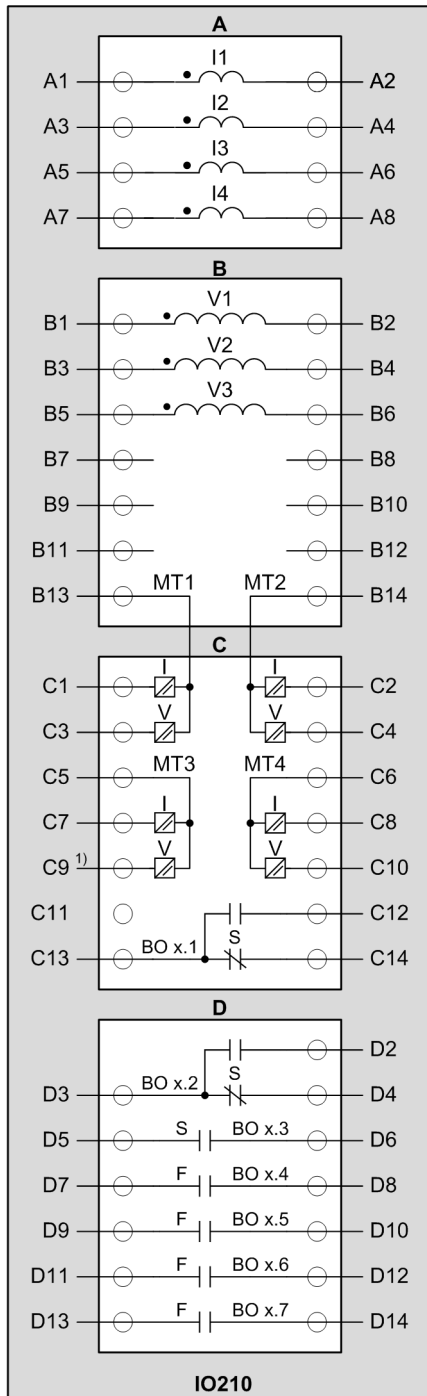 A
I1
A1 A2
I2
A3 A4
I3
A5 A6
I4
A7 A8
B
V1
B1 B2
V2
B3 B4
V3
B5 B6
B7 B8
B9 B10
B11 B12
MT1 MT2
B13 B14
C
I I
C1 C2
V V
C3 C4
MT3 MT4
C5 C6
I I
C7 C8
V V
C9 1) C10
C11 C12
BO x.1 S
C13 C14
D
D2
BO x.2 S
D3 D4
D5 S BO x.3 D6
D7 F BO x.4 D8
D9 F BO x.5 D10
D11 F BO x.6 D12
D13 F BO x.7 D14
IO210